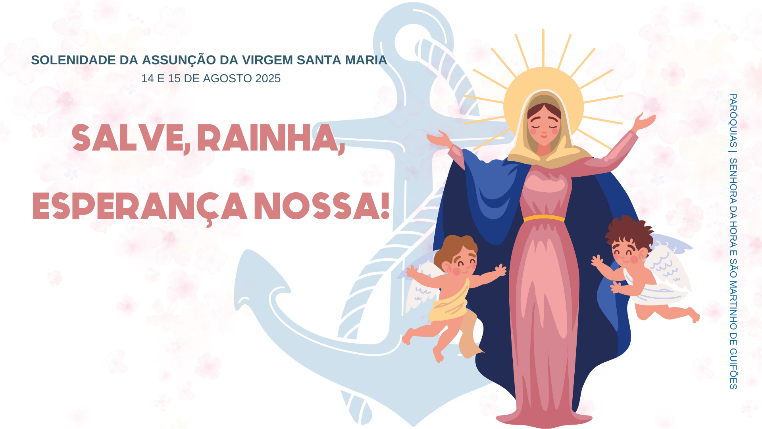 SOLENIDADE DA ASSUNÇÃO DA VIRGEM SANTA MARIA
14 E 15 DE AGOSTO 2025
SALVE, RAINHA,
ESPERANÇA NOSSA!
PARÓQUIAS | SENHORA DA HORA E SÃO MARTINHO DE GUIFÕES